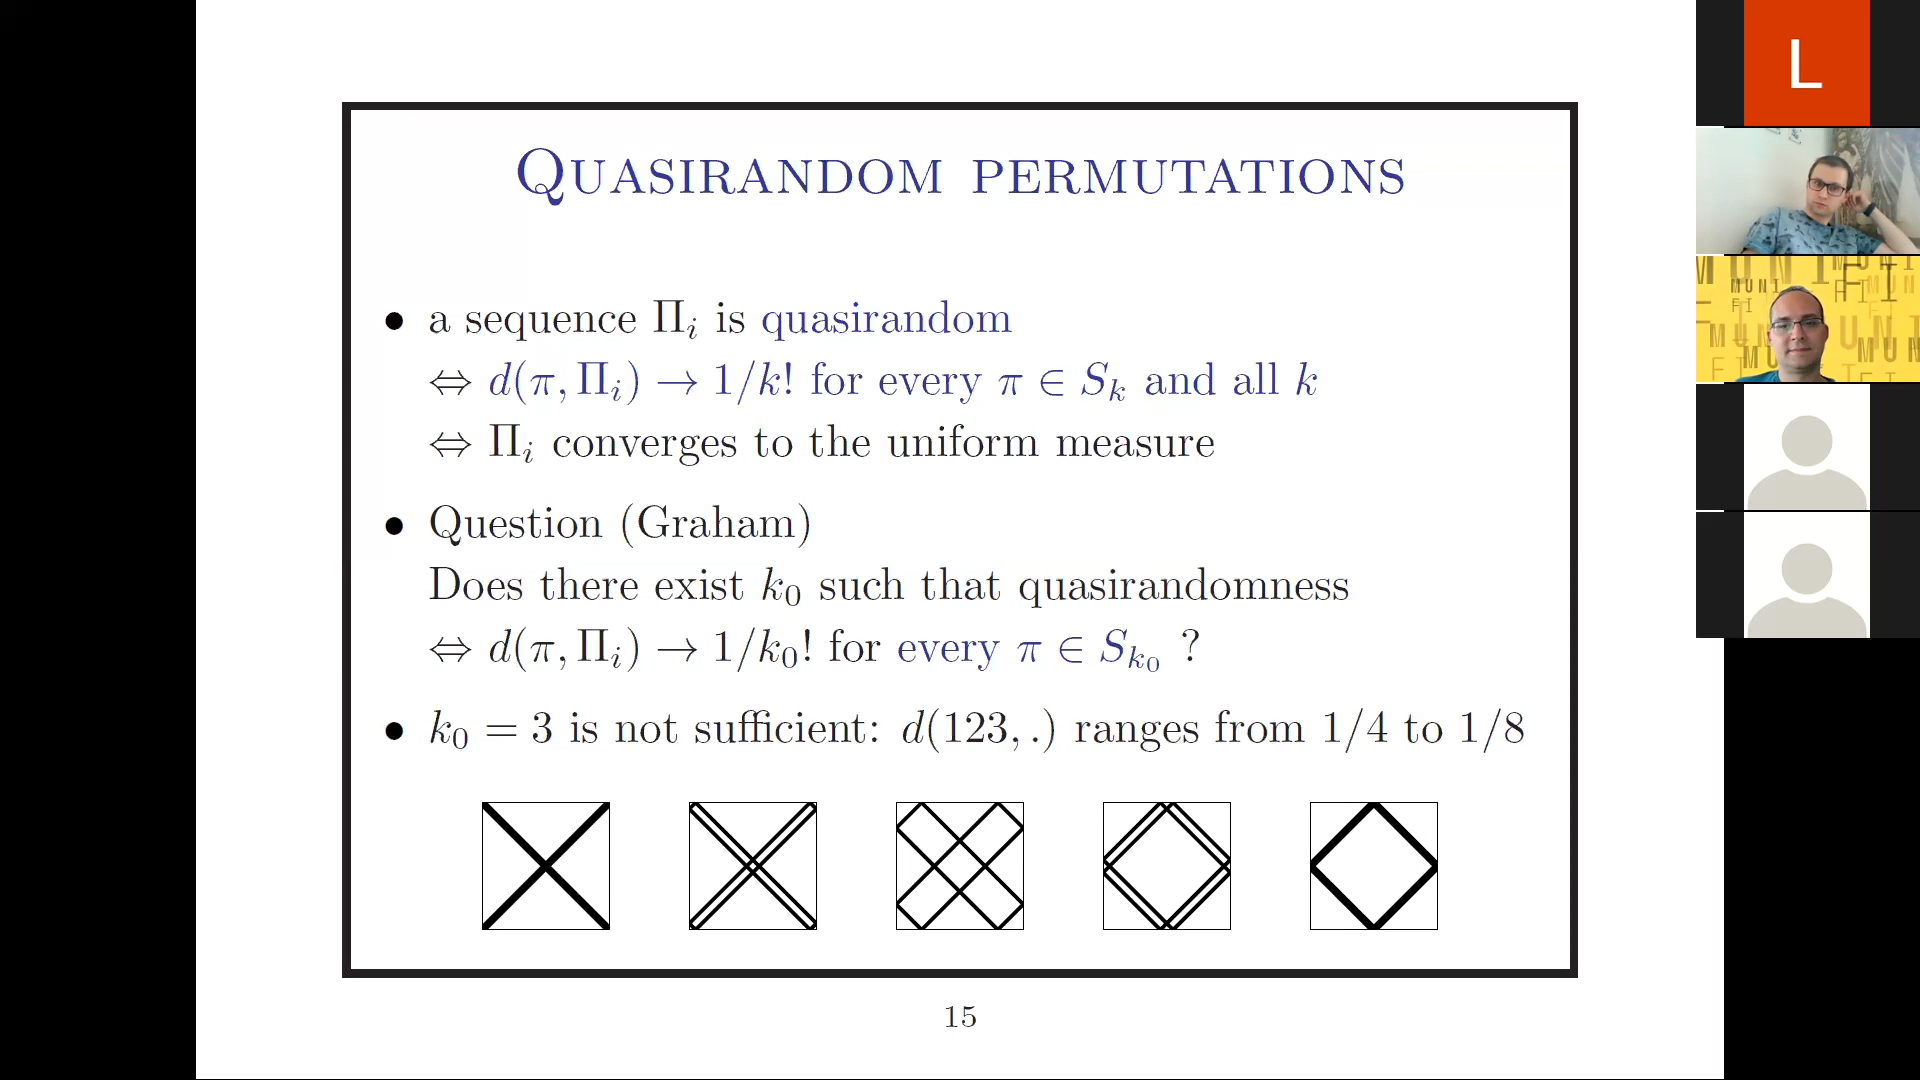 QUASIRANDOM PERMUTATIONS
• a sequence Πᵢ is quasirandom
⇔ d(π, Πᵢ) → 1/k! for every π ∈ Sₖ and all k
⇔ Πᵢ converges to the uniform measure
• Question (Graham)
Does there exist k₀ such that quasirandomness
⇔ d(π, Πᵢ) → 1/k₀! for every π ∈ Sₖ₀ ?
• k₀ = 3 is not sufficient: d(123, .) ranges from 1/4 to 1/8
15
L
MUNI
FI